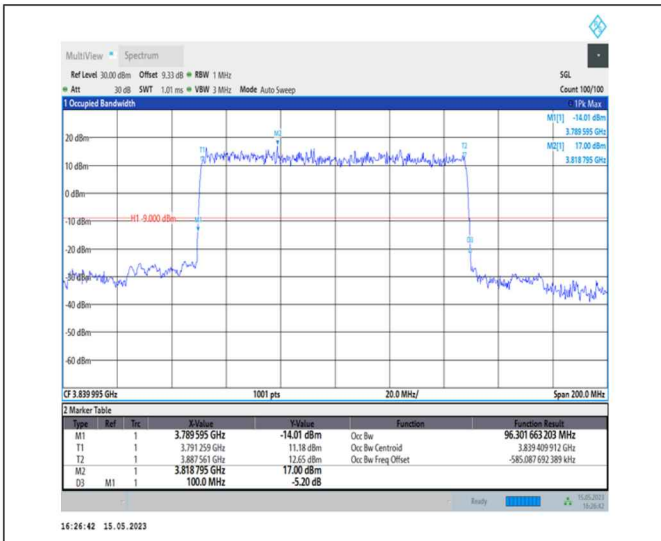 MultiView Spectrum
Ref Level 30.00 dBm Offset 9.33 dB RBW 1 MHz SGL
Att 30 dB SWT 1.01 ms VBW 3 MHz Mode Auto Sweep Count 100/100
1 Occupied Bandwidth 1Pk Max
M1[1] -14.01 dBm
3.789 595 GHz
M2[1] 17.00 dBm
3.818 795 GHz
M2
T1
T2
20 dBm
10 dBm
0 dBm
-10 dBm
H1 -9.000 dBm
M1
D3
-20 dBm
-30 dBm
-40 dBm
-50 dBm
-60 dBm
CF 3.839 995 GHz 1001 pts 20.0 MHz/ Span 200.0 MHz
2 Marker Table
Type Ref Trc X-Value Y-Value Function Function Result
M1 1 3.789 595 GHz -14.01 dBm Occ Bw 96.301 663 203 MHz
T1 1 3.791 259 GHz 11.18 dBm Occ Bw Centroid 3.839 409 912 GHz
T2 1 3.887 561 GHz 12.65 dBm Occ Bw Freq Offset -585.087 692 389 kHz
M2 1 3.818 795 GHz 17.00 dBm
D3 M1 1 100.0 MHz -5.20 dB
Ready 15.05.2023
16:26:42
16:26:42 15.05.2023